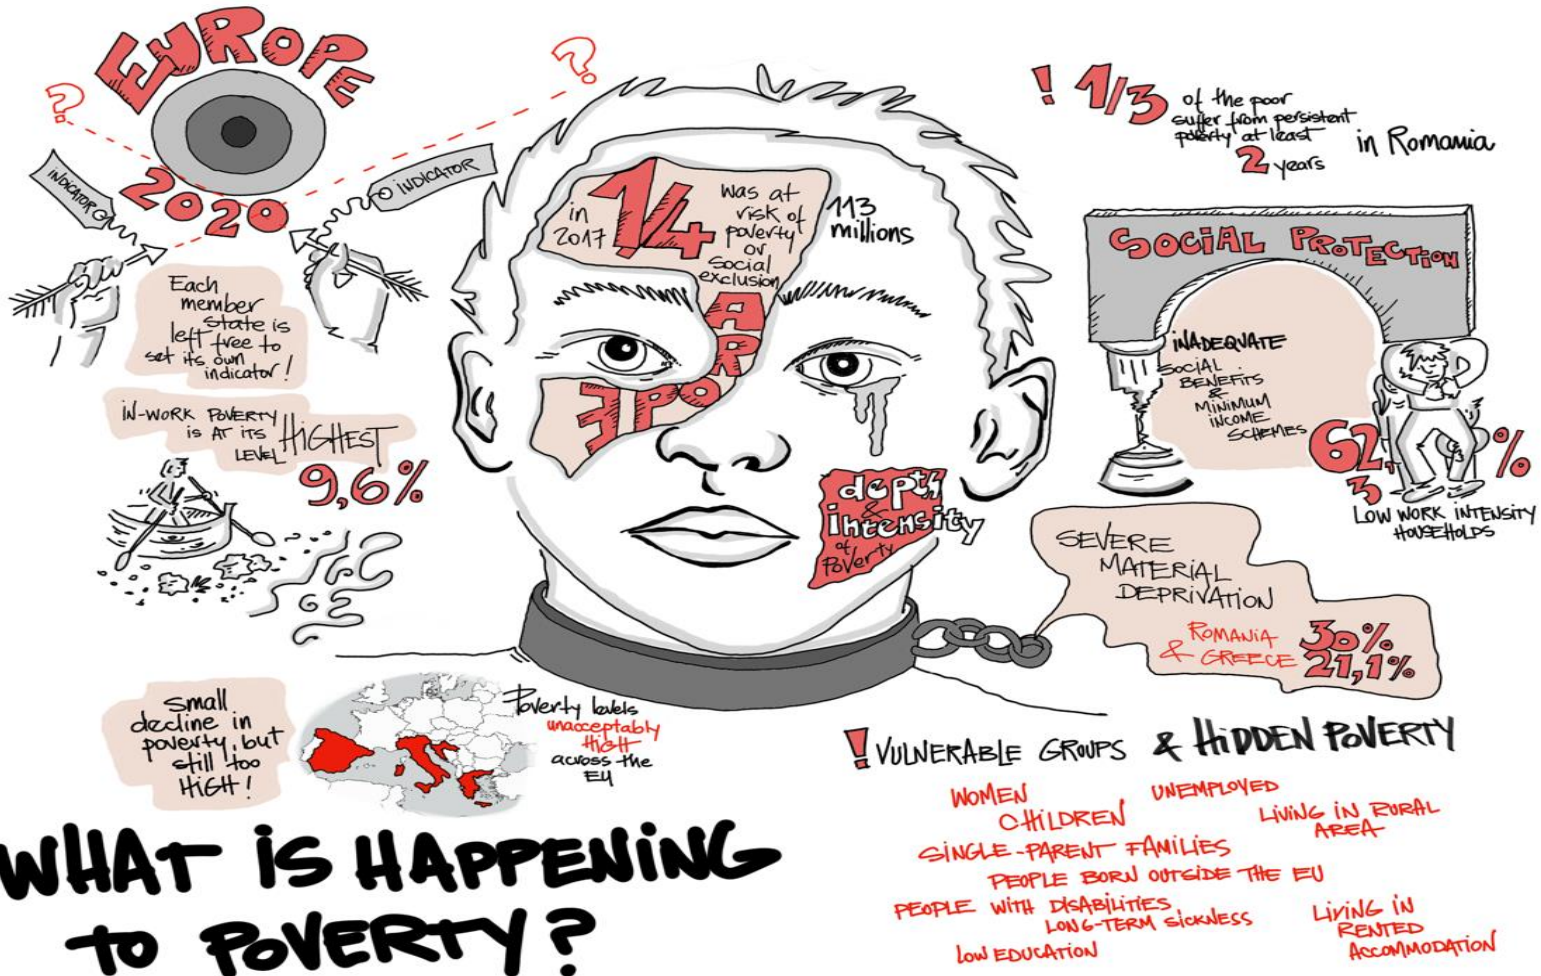 EUROPE
2020
?
?
INDICATOR
INDICATOR
Each
member
state is
left free to
set its own
indicator!
IN-WORK POVERTY
IS AT ITS
HIGHEST
LEVEL
9,6%
in
2017
1/4
was at
risk of
poverty
or
social
exclusion
113
millions
AROPE
depth
&
intensity
of
Poverty
! 1/3
of the poor
suffer from persistent
poverty at least
2 years
in Romania
SOCIAL PROTECTION
INADEQUATE
SOCIAL
BENEFITS
&
MINIMUM
INCOME
SCHEMES
62,3%
LOW WORK INTENSITY
HOUSEHOLDS
SEVERE
MATERIAL
DEPRIVATION
ROMANIA 30%
& GREECE 21,1%
small
decline in
poverty, but
still too
HIGH!
Poverty levels
unacceptably
HIGH
across the
EU
WHAT IS HAPPENING
TO POVERTY?
! VULNERABLE GROUPS & HIDDEN POVERTY
WOMEN
UNEMPLOYED
CHILDREN
LIVING IN RURAL
AREA
SINGLE-PARENT FAMILIES
PEOPLE BORN OUTSIDE THE EU
PEOPLE WITH DISABILITIES,
LONG-TERM SICKNESS
LIVING IN
RENTED
ACCOMMODATION
LOW EDUCATION